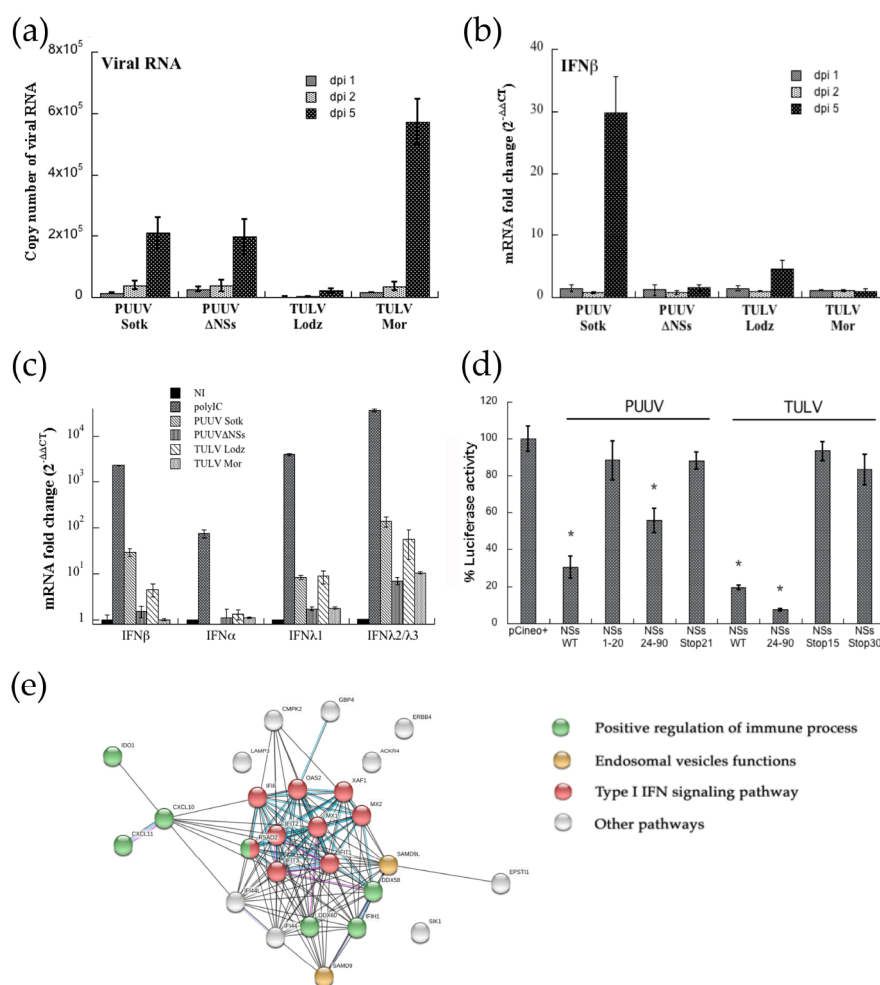 (a)
Viral RNA
Copy number of viral RNA
8x10⁵
6x10⁵
4x10⁵
2x10⁵
0
dpi 1
dpi 2
dpi 5
PUUV Sotk
PUUV ΔNSs
TULV Lodz
TULV Mor
(b)
IFNβ
mRNA fold change (2^-ΔΔCT)
40
30
20
10
0
dpi 1
dpi 2
dpi 5
PUUV Sotk
PUUV ΔNSs
TULV Lodz
TULV Mor
(c)
mRNA fold change (2^-ΔΔCT)
10⁴
10³
10²
10¹
1
NI
polyIC
PUUV Sotk
PUUVΔNSs
TULV Lodz
TULV Mor
IFNβ
IFNα
IFNλ1
IFNλ2/λ3
(d)
% Luciferase activity
120
100
80
60
40
20
0
PUUV
TULV
*
*
*
*
pCineo+
NSs WT
NSs 1-20
NSs 24-90
NSs Stop21
NSs WT
NSs 24-90
NSs Stop15
NSs Stop30
(e)
GBP4
CMPK2
ERBB4
IDO1
LAMP3
ACKR4
OAS2
XAF1
IFI6
MX2
CXCL10
MX1
IFIT2
CXCL11
RSAD2
IFIT1
IFIT3
SAMD9L
DDX58
EPSTI1
IFI44L
DDX60
IFIH1
IFI44
SIK1
SAMD9
Positive regulation of immune process
Endosomal vesicles functions
Type I IFN signaling pathway
Other pathways